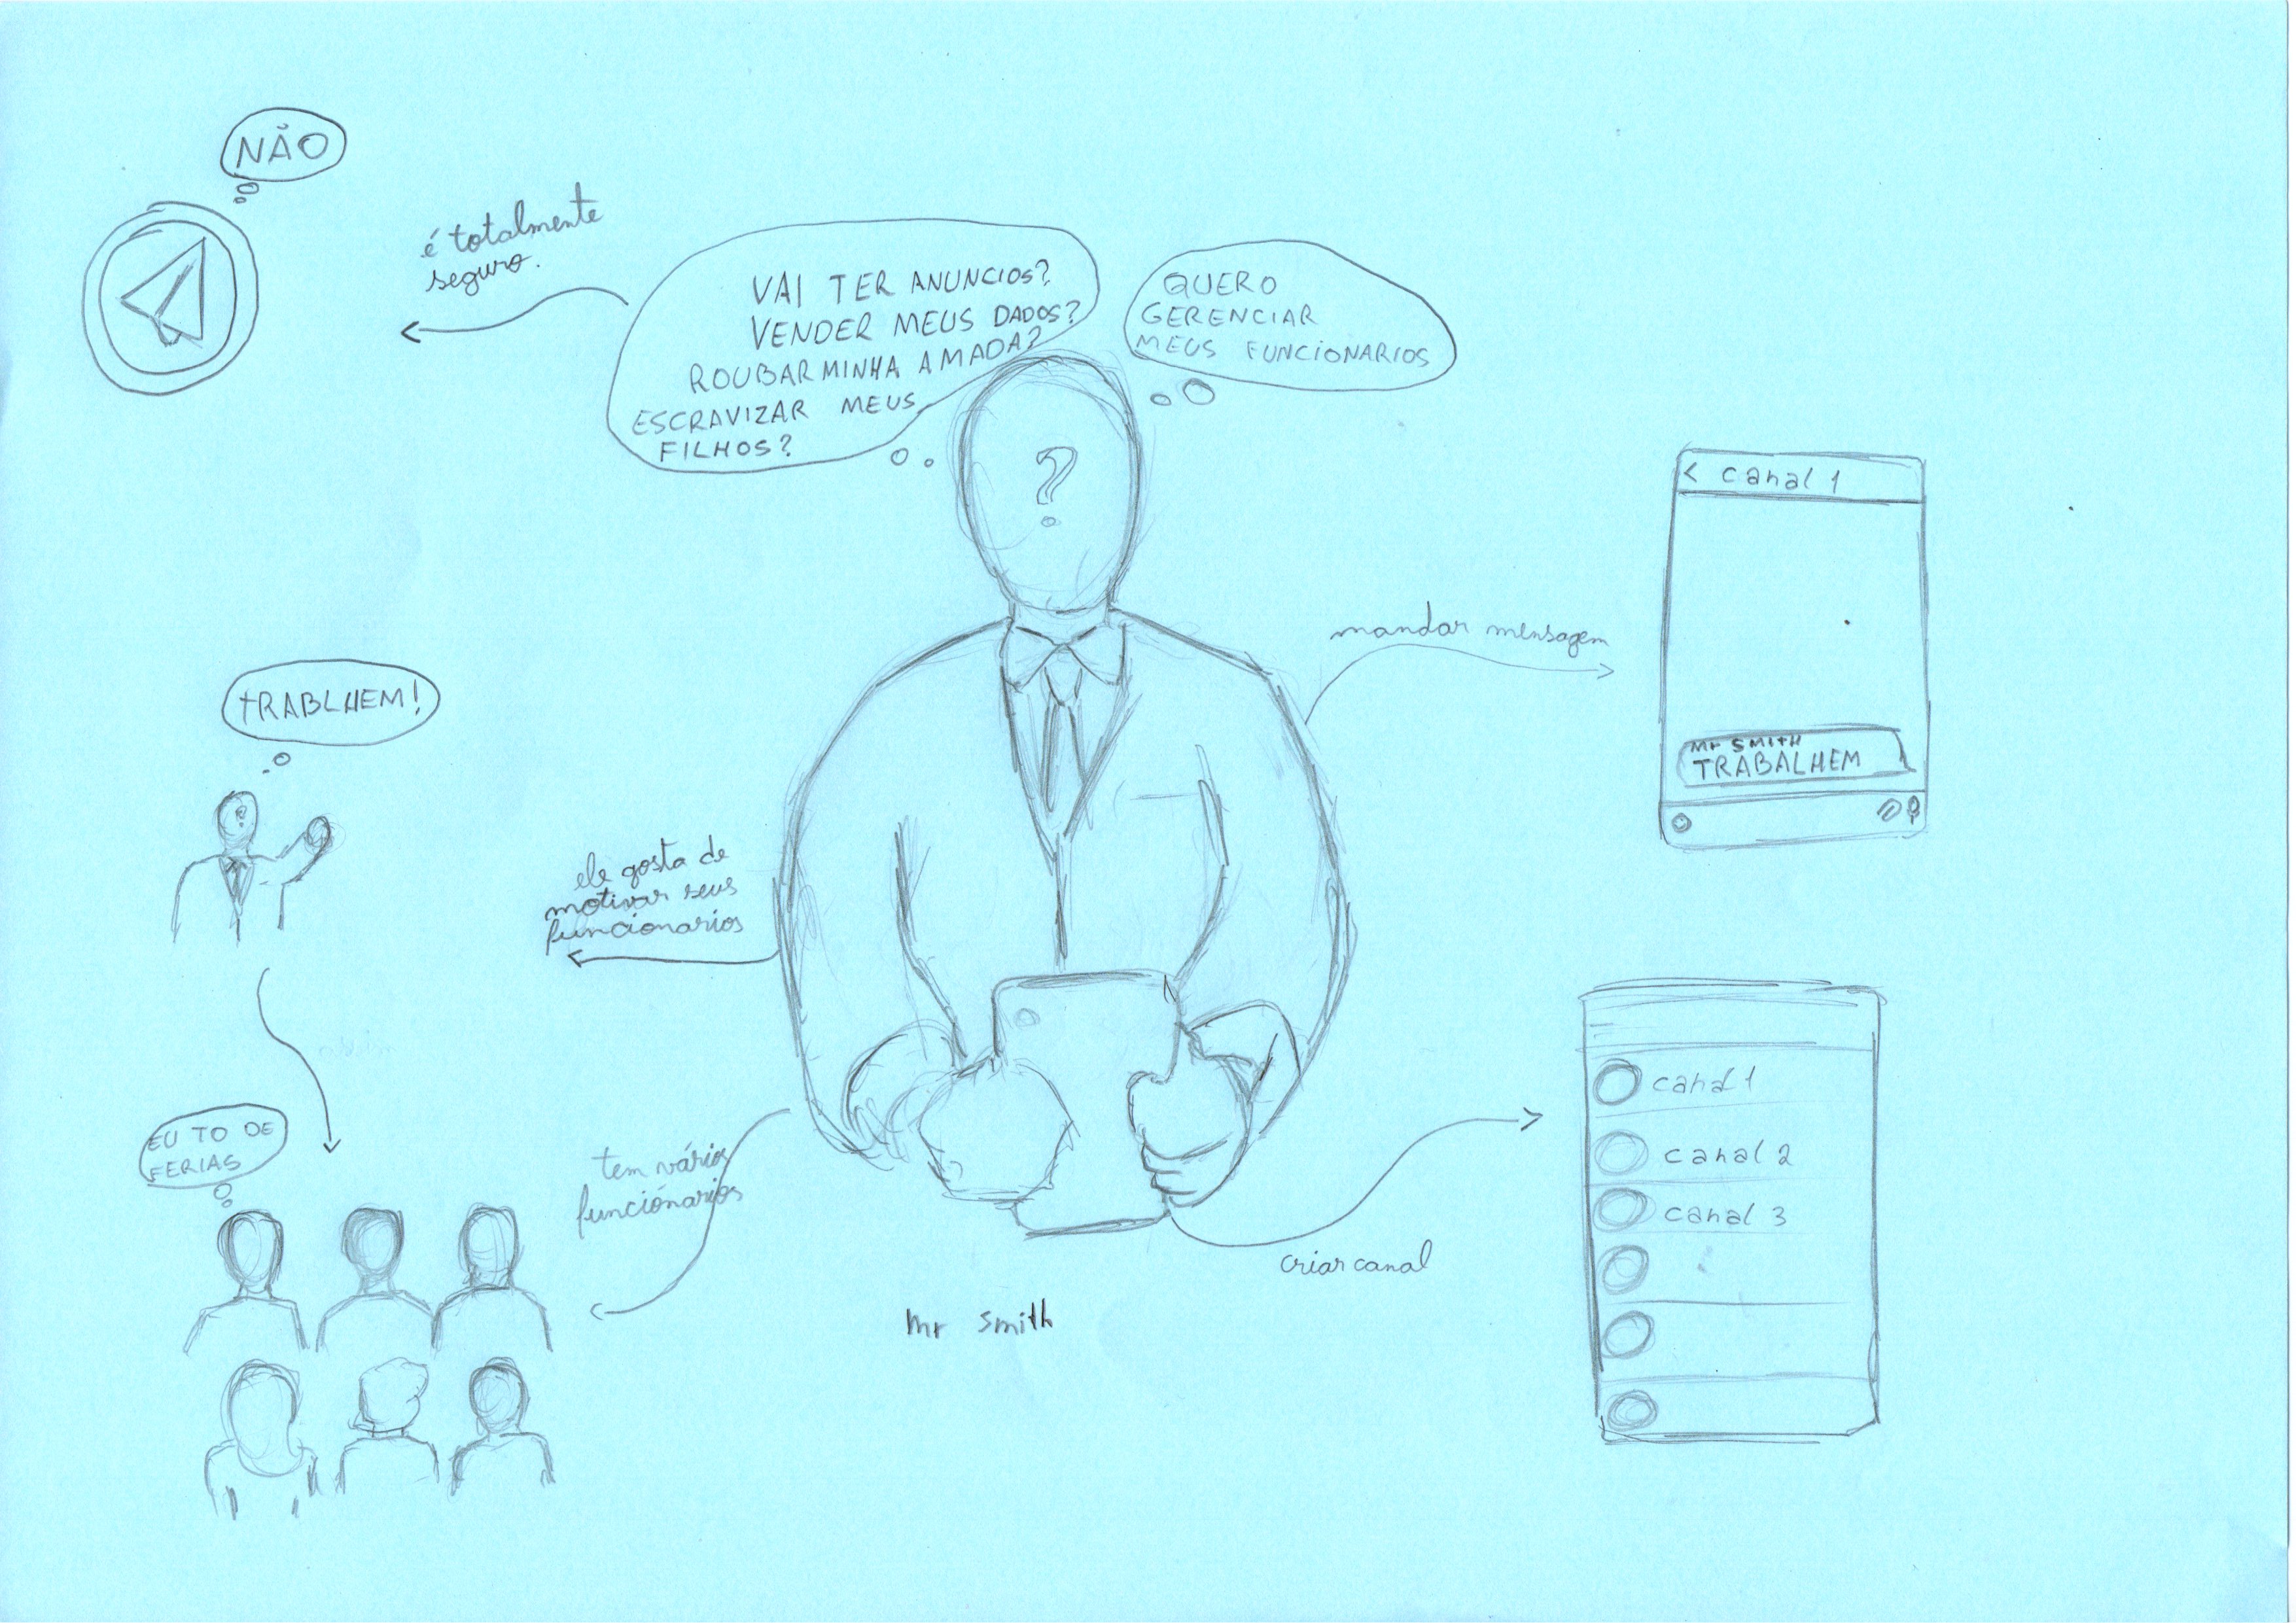 NÃO
é totalmente
seguro.
VAI TER ANUNCIOS?
VENDER MEUS DADOS?
ROUBAR MINHA AMADA?
ESCRAVIZAR MEUS
FILHOS?
QUERO
GERENCIAR
MEUS FUNCIONARIOS
?
< canal 1
mandar mensagem
Mr SMITH
TRABALHEM
tRABLHEM!
?
ele gosta de
motivar seus
funcionarios
EU TO DE
FERIAS
tem vários
funciónarios
canal 1
canal 2
canal 3
criar canal
Mr smith